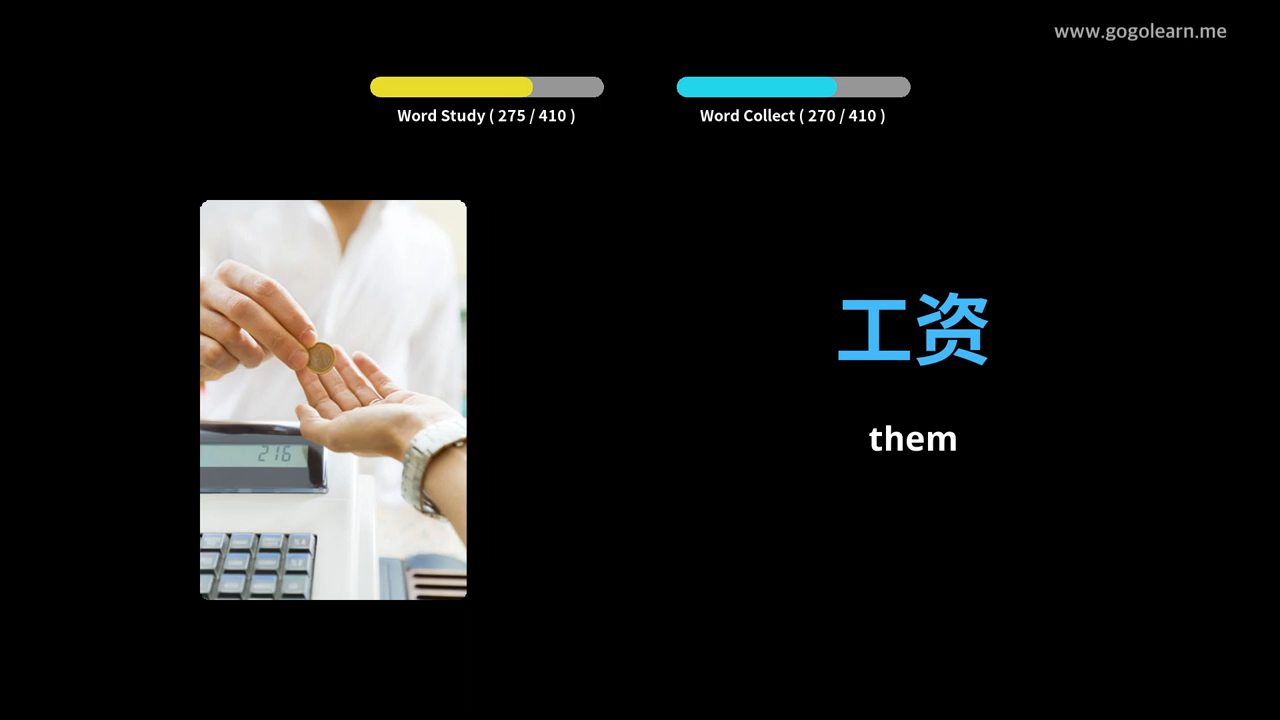 www.gogolearn.me
Word Study ( 275 / 410 )
Word Collect ( 270 / 410 )
工资
them
216